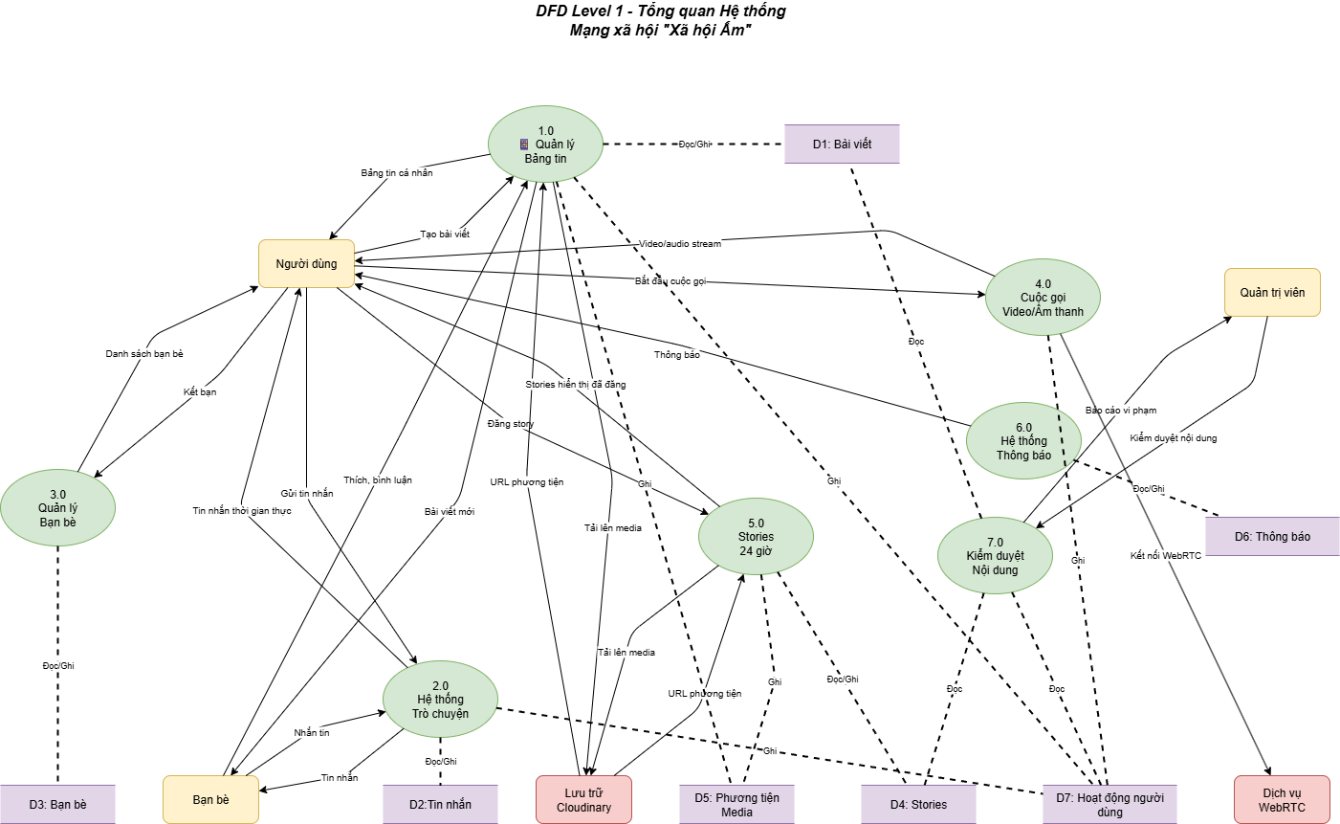 DFD Level 1 - Tổng quan Hệ thống
Mạng xã hội "Xã hội Ấm"
1.0
Quản lý
Bảng tin
Đọc/Ghi
D1: Bài viết
Bảng tin cá nhân
Tạo bài viết
Video/audio stream
Người dùng
Bắt đầu cuộc gọi
4.0
Cuộc gọi
Video/Âm thanh
Quản trị viên
Danh sách bạn bè
Thông báo
Đọc
Kết bạn
Stories hiển thị đã đăng
Báo cáo vi phạm
Đăng story
6.0
Hệ thống
Thông báo
Kiểm duyệt nội dung
3.0
Quản lý
Bạn bè
Tin nhắn thời gian thực
Gửi tin nhắn
Thích, bình luận
Bài viết mới
URL phương tiện
Ghi
Ghi
Đọc/Ghi
Tải lên media
5.0
Stories
24 giờ
7.0
Kiểm duyệt
Nội dung
D6: Thông báo
Ghi
Kết nối WebRTC
Đọc/Ghi
Tải lên media
URL phương tiện
Ghi
Đọc/Ghi
Đọc
Đọc
2.0
Hệ thống
Trò chuyện
Nhắn tin
Đọc/Ghi
Ghi
Tin nhắn
D3: Bạn bè
Bạn bè
D2:Tin nhắn
Lưu trữ
Cloudinary
D5: Phương tiện
Media
D4: Stories
D7: Hoạt động người
dùng
Dịch vụ
WebRTC